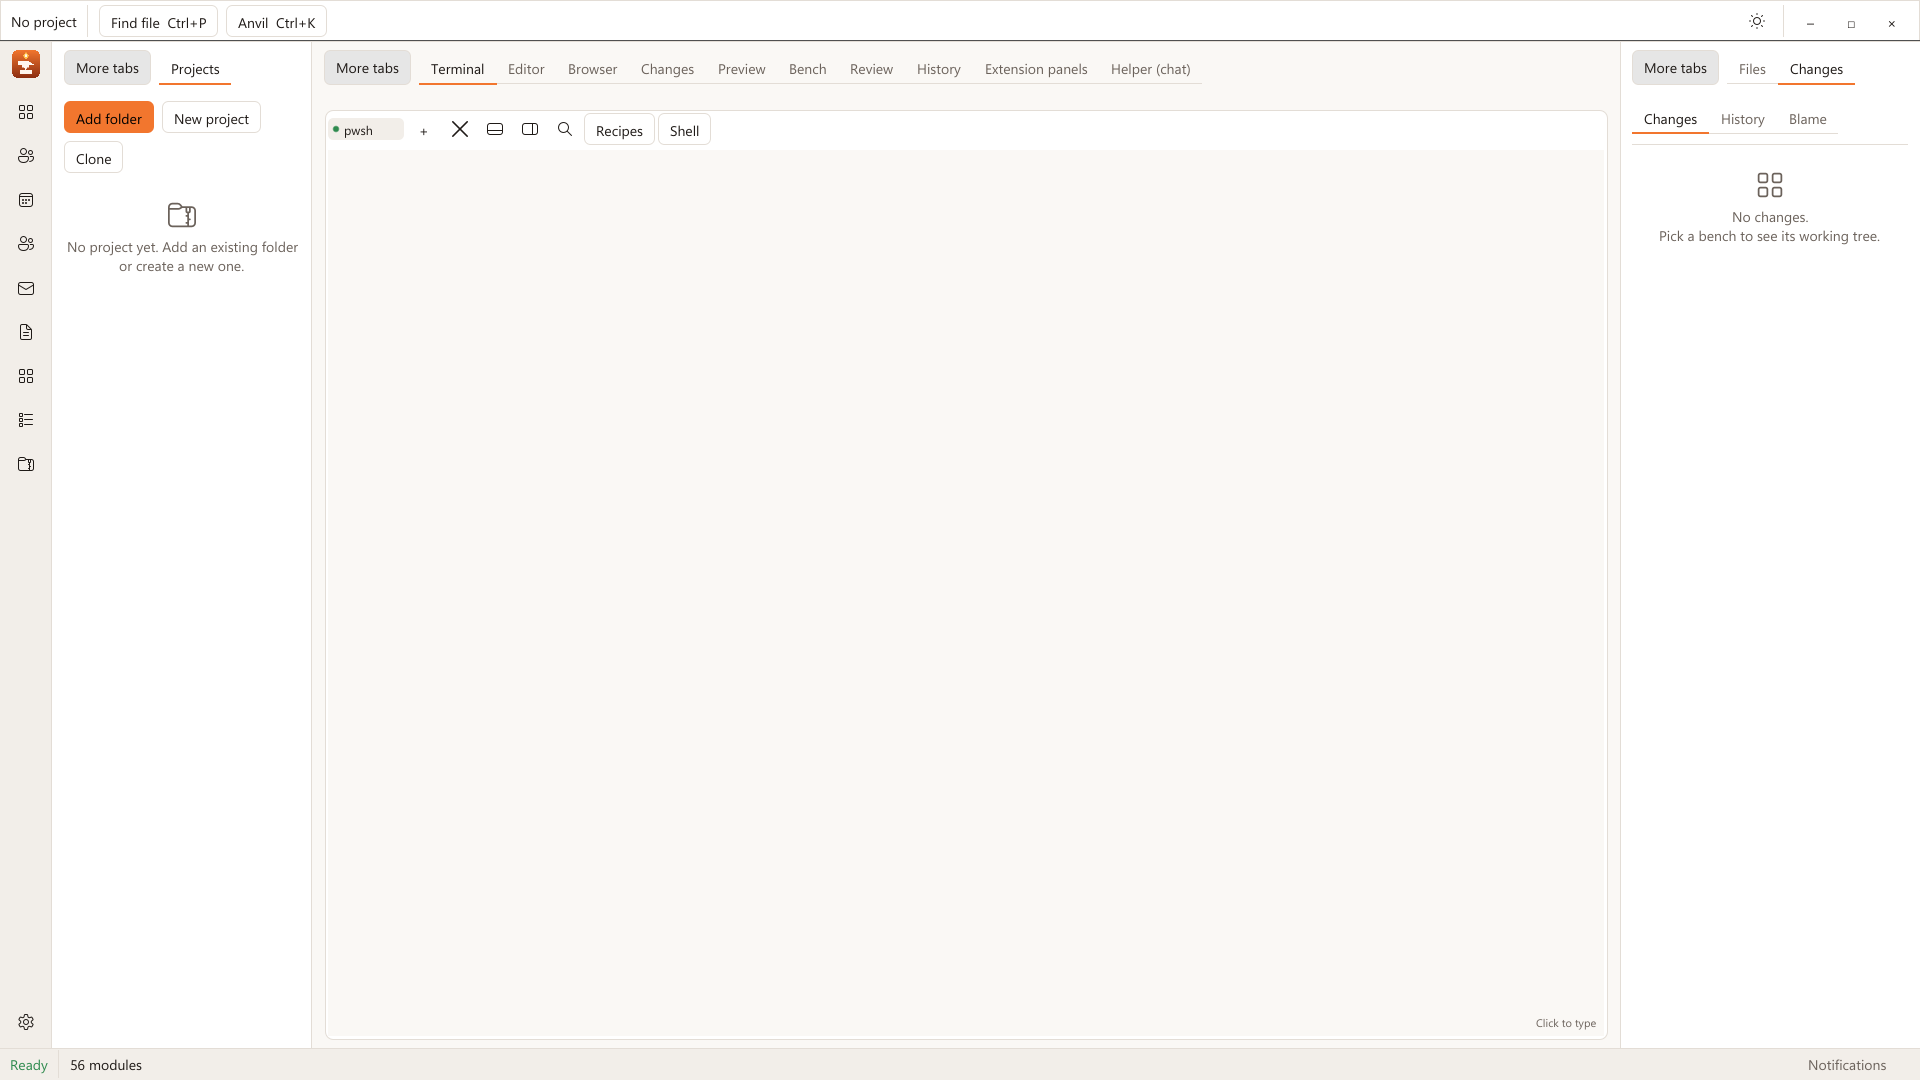 No project
Find file Ctrl+P
Anvil Ctrl+K
More tabs
Projects
Add folder
New project
Clone
No project yet. Add an existing folder
or create a new one.
More tabs
Terminal
Editor
Browser
Changes
Preview
Bench
Review
History
Extension panels
Helper (chat)
pwsh
+
Recipes
Shell
Click to type
More tabs
Files
Changes
Changes
History
Blame
No changes.
Pick a bench to see its working tree.
Ready
56 modules
Notifications